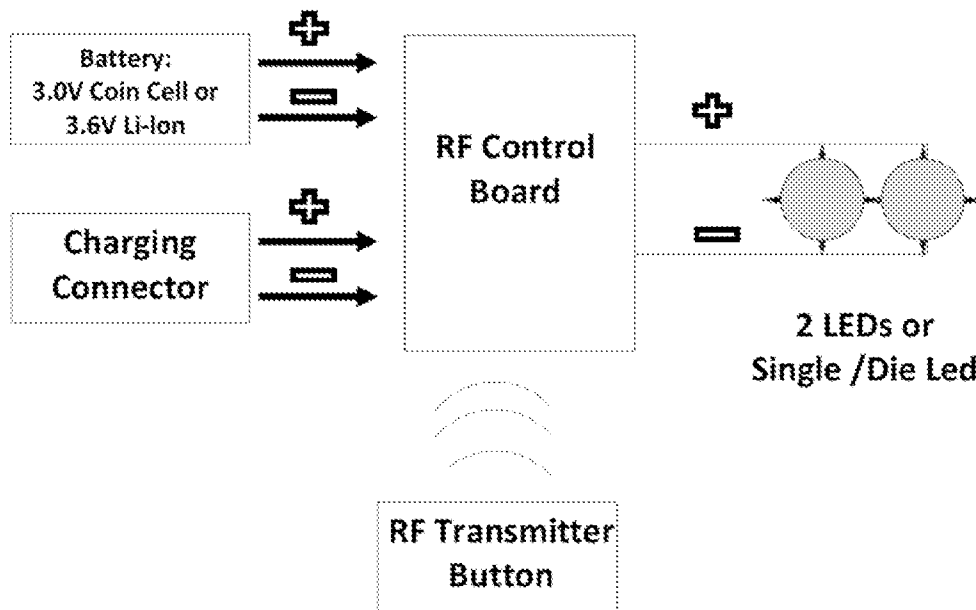 Battery:
3.0V Coin Cell or
3.6V Li-Ion
RF Control
Board
Charging
Connector
2 LEDs or
Single /Die Led
RF Transmitter
Button